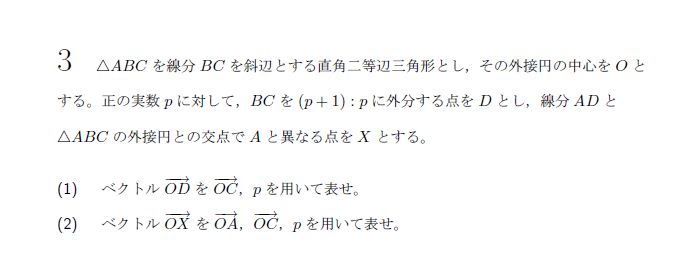 3 △ABC を線分 BC を斜辺とする直角二等辺三角形とし，その外接円の中心を O と
する。正の実数 p に対して，BC を (p + 1) : p に外分する点を D とし，線分 AD と
△ABC の外接円との交点で A と異なる点を X とする。
(1) ベクトル $\overrightarrow{OD}$ を $\overrightarrow{OC}$，p を用いて表せ。
(2) ベクトル $\overrightarrow{OX}$ を $\overrightarrow{OA}$，$\overrightarrow{OC}$，p を用いて表せ。